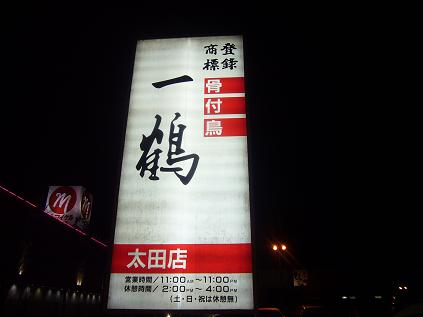 登録
商標
骨付鳥
一鶴
太田店
営業時間／11:00AM～11:00PM
休憩時間／2:00PM～4:00PM
（土・日・祝は休憩無）
M